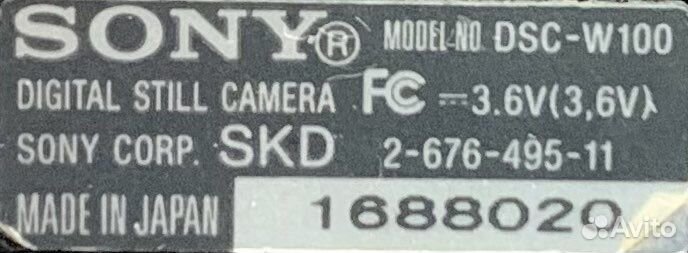 SONY® MODEL NO DSC-W100
DIGITAL STILL CAMERA FC ⎓3.6V(3,6V)
SONY CORP. SKD 2-676-495-11
MADE IN JAPAN 1688020
Avito